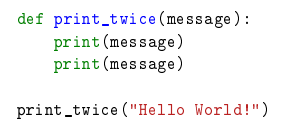 def print_twice(message):
    print(message)
    print(message)

print_twice("Hello World!")